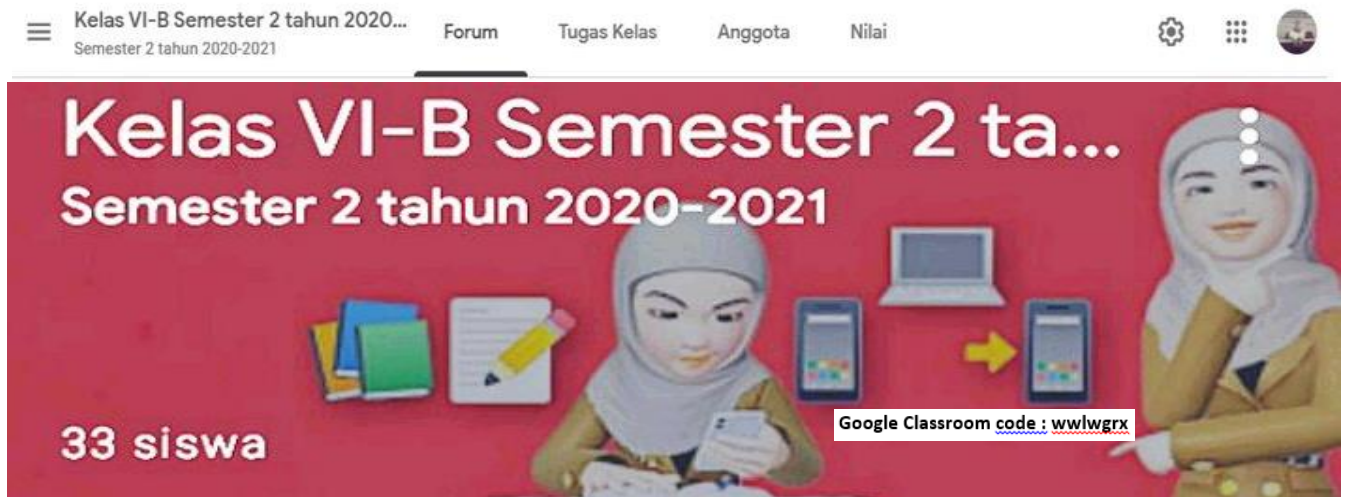 Kelas VI-B Semester 2 tahun 2020...
Semester 2 tahun 2020-2021
Forum Tugas Kelas Anggota Nilai
Kelas VI-B Semester 2 ta...
Semester 2 tahun 2020-2021
Google Classroom code : wwlwgrx
33 siswa